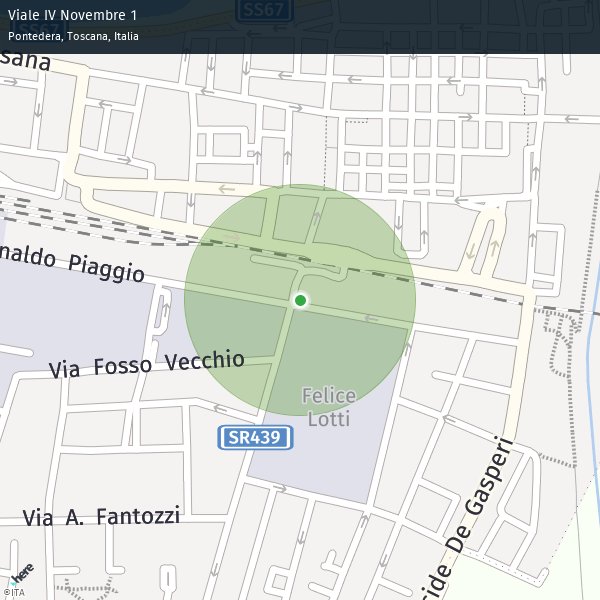 Viale IV Novembre 1
Pontedera, Toscana, Italia
SS67
sana
naldo Piaggio
Via Fosso Vecchio
Felice
Lotti
SR439
Via A. Fantozzi
cide De Gasperi
here
©ITA